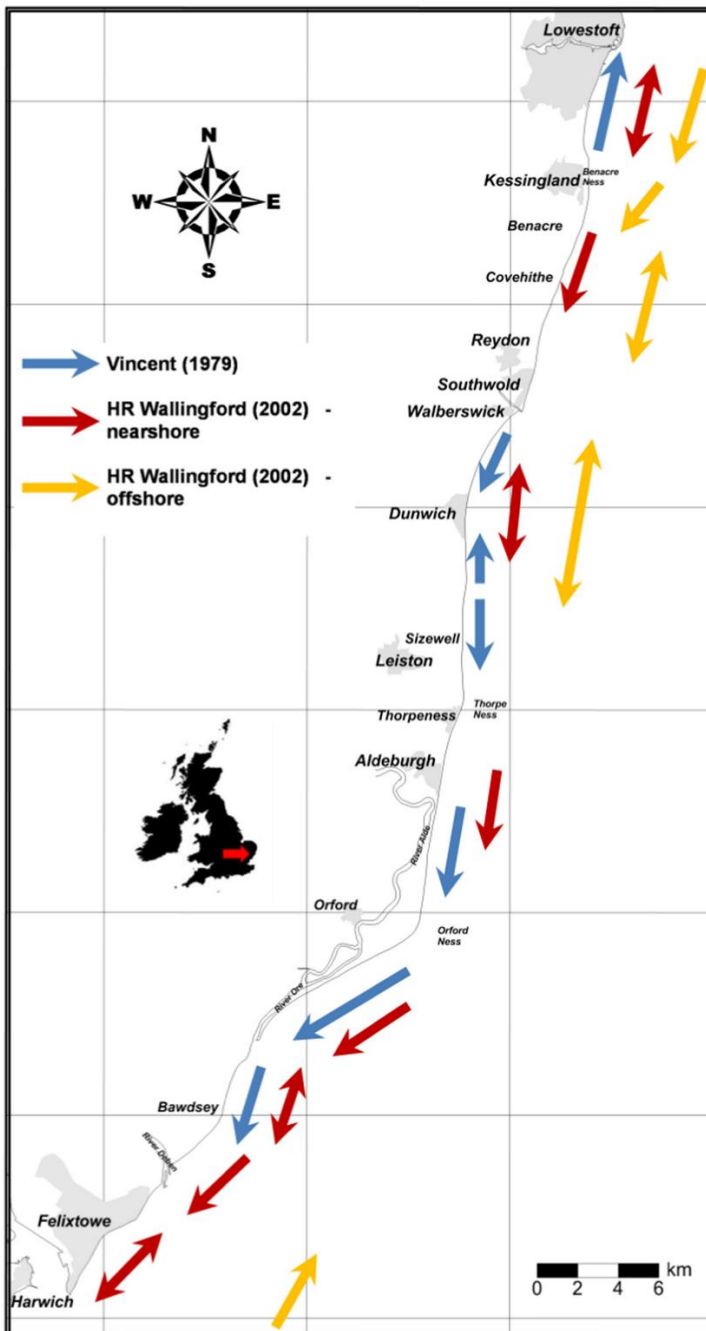 Lowestoft
N
W E
S
Kessingland
Benacre
Ness
Benacre
Covehithe
Reydon
Southwold
Walberswick
Vincent (1979)
HR Wallingford (2002) -
nearshore
HR Wallingford (2002) -
offshore
Dunwich
Sizewell
Leiston
Thorpeness
Thorpe
Ness
Aldeburgh
River Alde
Orford
Orford
Ness
River Ore
Bawdsey
River Deben
Felixtowe
Harwich
km
0 2 4 6